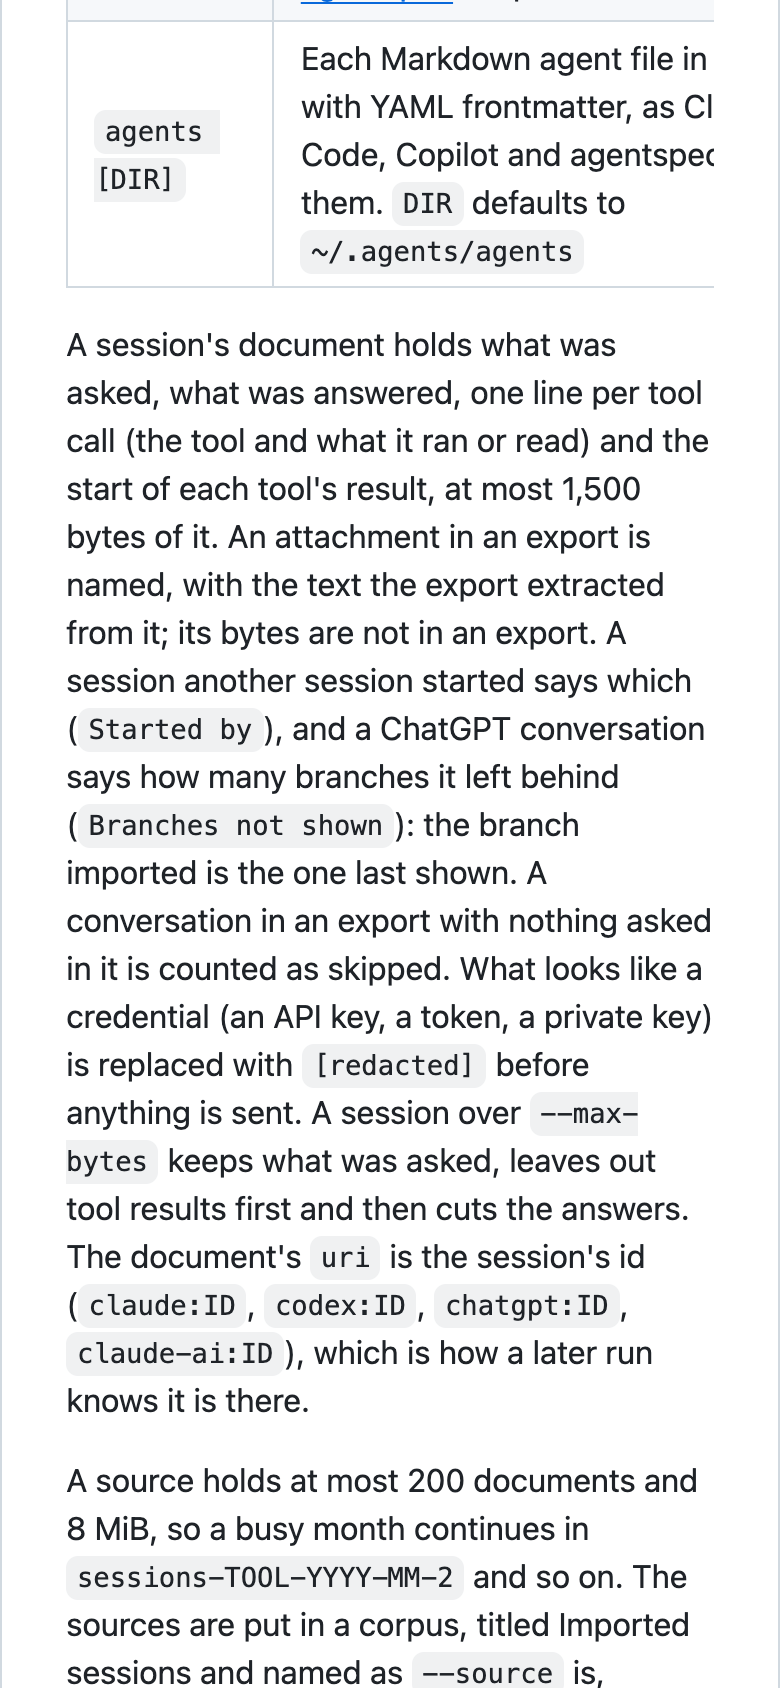 agents
[DIR]
Each Markdown agent file in
with YAML frontmatter, as Cl
Code, Copilot and agentspec
them. DIR defaults to
~/.agents/agents
A session's document holds what was
asked, what was answered, one line per tool
call (the tool and what it ran or read) and the
start of each tool's result, at most 1,500
bytes of it. An attachment in an export is
named, with the text the export extracted
from it; its bytes are not in an export. A
session another session started says which
(Started by), and a ChatGPT conversation
says how many branches it left behind
(Branches not shown): the branch
imported is the one last shown. A
conversation in an export with nothing asked
in it is counted as skipped. What looks like a
credential (an API key, a token, a private key)
is replaced with [redacted] before
anything is sent. A session over --max-
bytes keeps what was asked, leaves out
tool results first and then cuts the answers.
The document's uri is the session's id
(claude:ID, codex:ID, chatgpt:ID,
claude-ai:ID), which is how a later run
knows it is there.
A source holds at most 200 documents and
8 MiB, so a busy month continues in
sessions-TOOL-YYYY-MM-2 and so on. The
sources are put in a corpus, titled Imported
sessions and named as --source is,